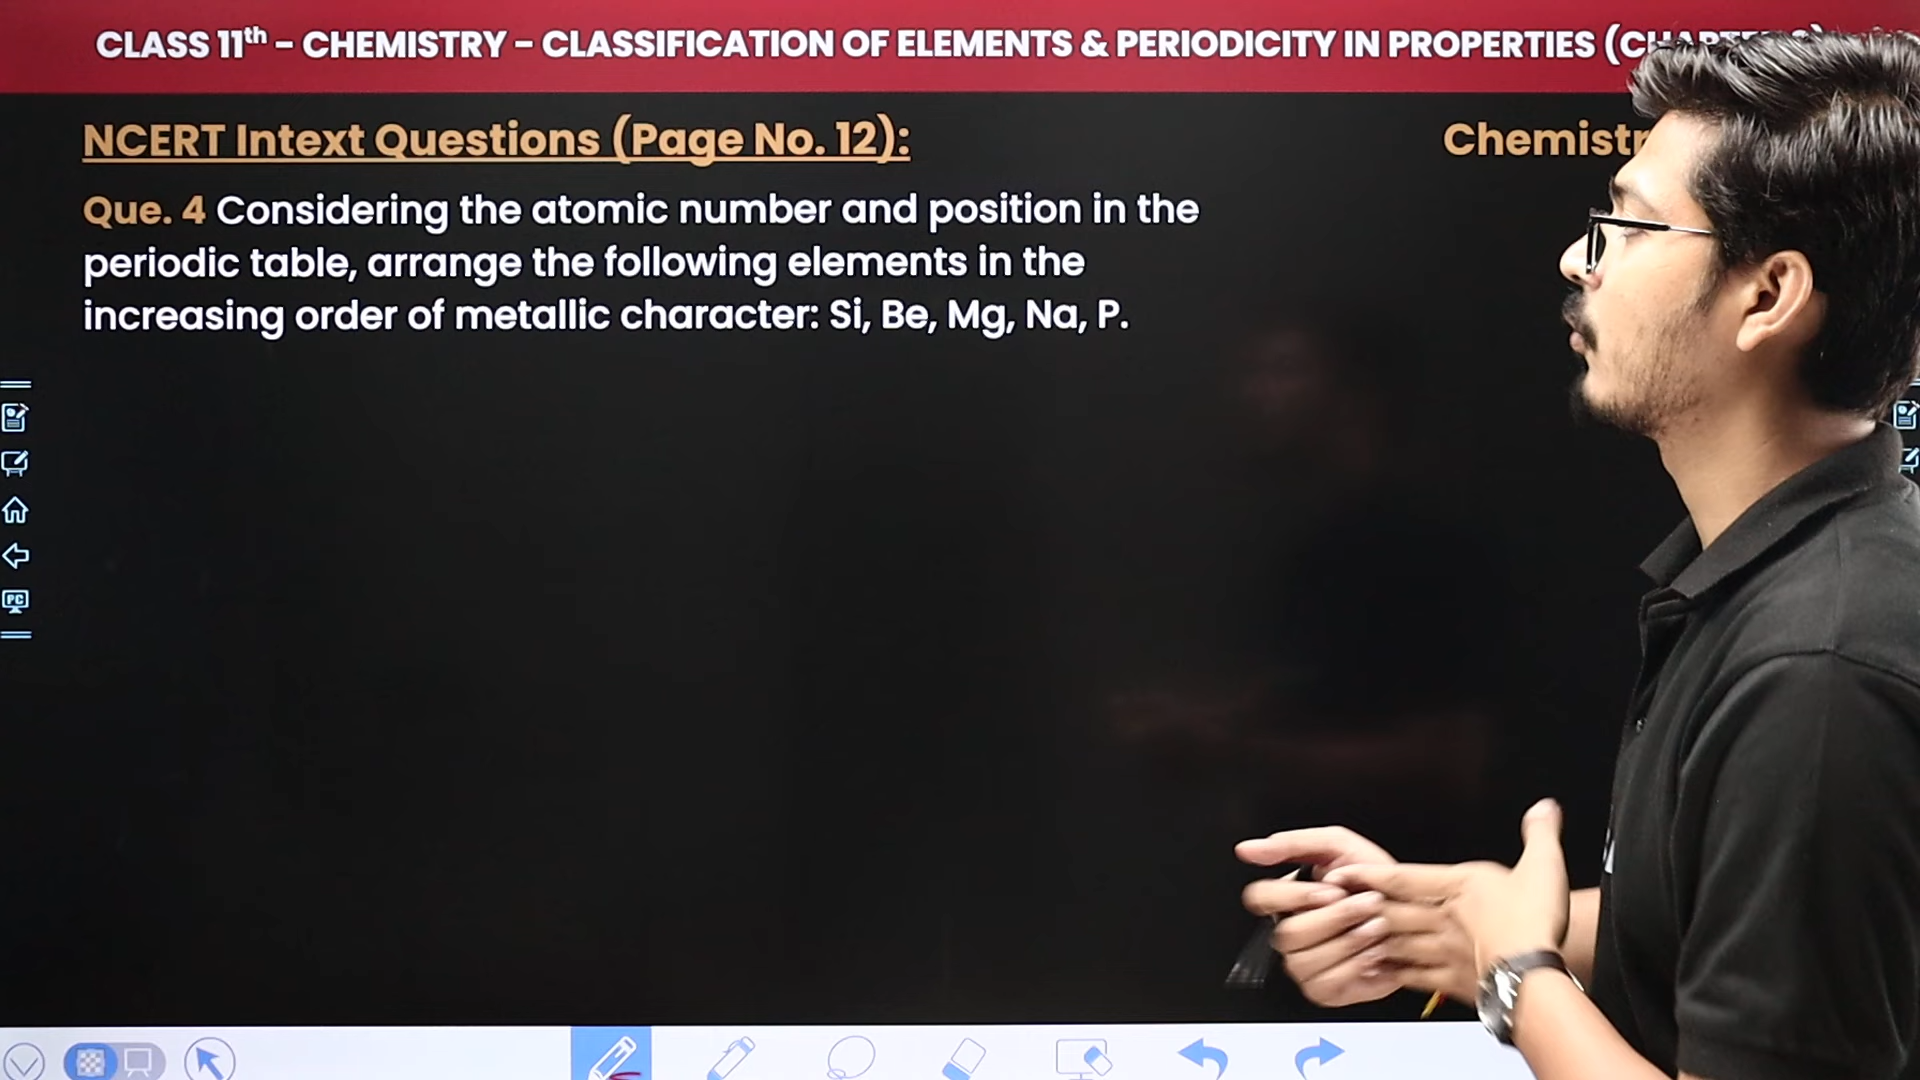 CLASS 11th - CHEMISTRY - CLASSIFICATION OF ELEMENTS & PERIODICITY IN PROPERTIES
NCERT Intext Questions (Page No. 12):
Que. 4 Considering the atomic number and position in the
periodic table, arrange the following elements in the
increasing order of metallic character: Si, Be, Mg, Na, P.
PC